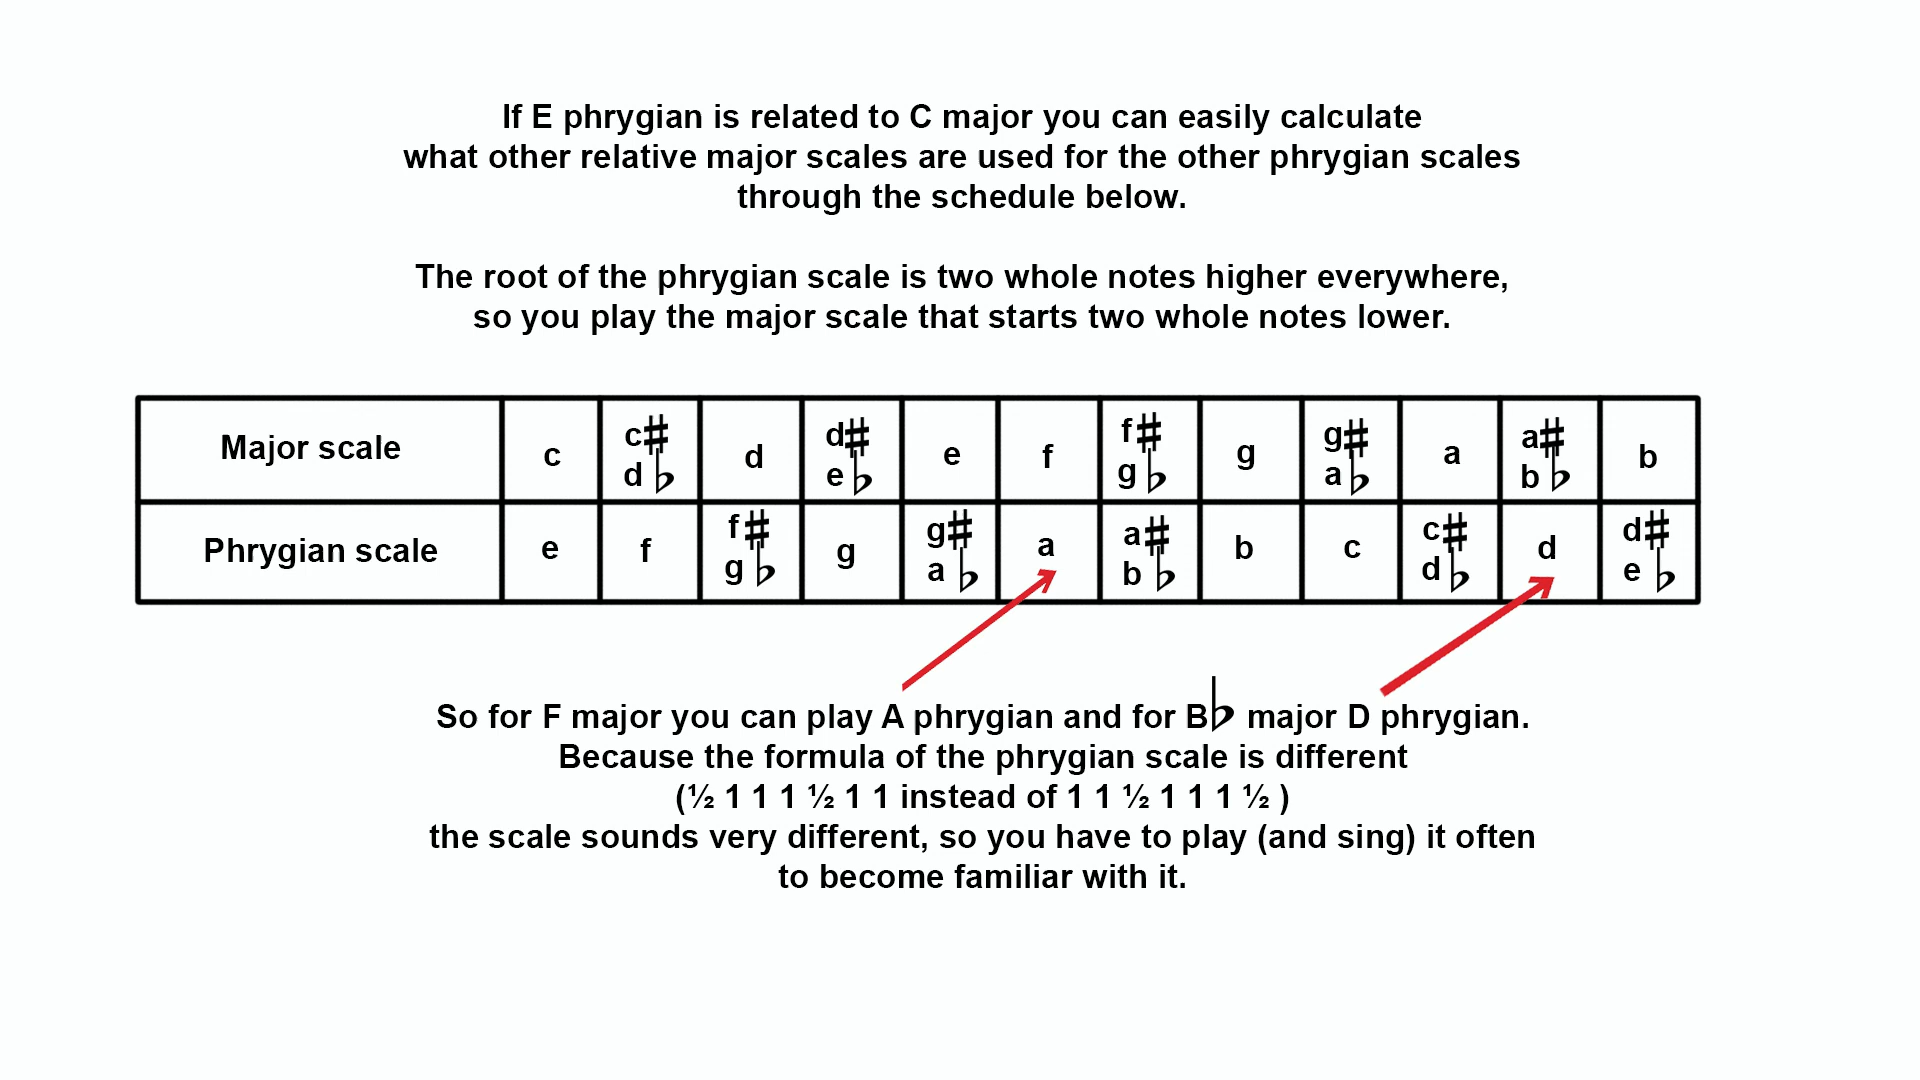 If E phrygian is related to C major you can easily calculate
what other relative major scales are used for the other phrygian scales
through the schedule below.
The root of the phrygian scale is two whole notes higher everywhere,
so you play the major scale that starts two whole notes lower.
Major scale c c♯ d♭ d d♯ e♭ e f f♯ g♭ g g♯ a♭ a a♯ b♭ b
Phrygian scale e f f♯ g♭ g g♯ a♭ a a♯ b♭ b c c♯ d♭ d d♯ e♭
So for F major you can play A phrygian and for B♭ major D phrygian.
Because the formula of the phrygian scale is different
(½ 1 1 1 ½ 1 1 instead of 1 1 ½ 1 1 1 ½ )
the scale sounds very different, so you have to play (and sing) it often
to become familiar with it.